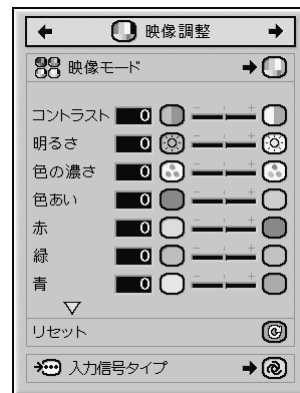 映像調整
映像モード
コントラスト 0
明るさ 0
色の濃さ 0
色あい 0
赤 0
緑 0
青 0
リセット
入力信号タイプ